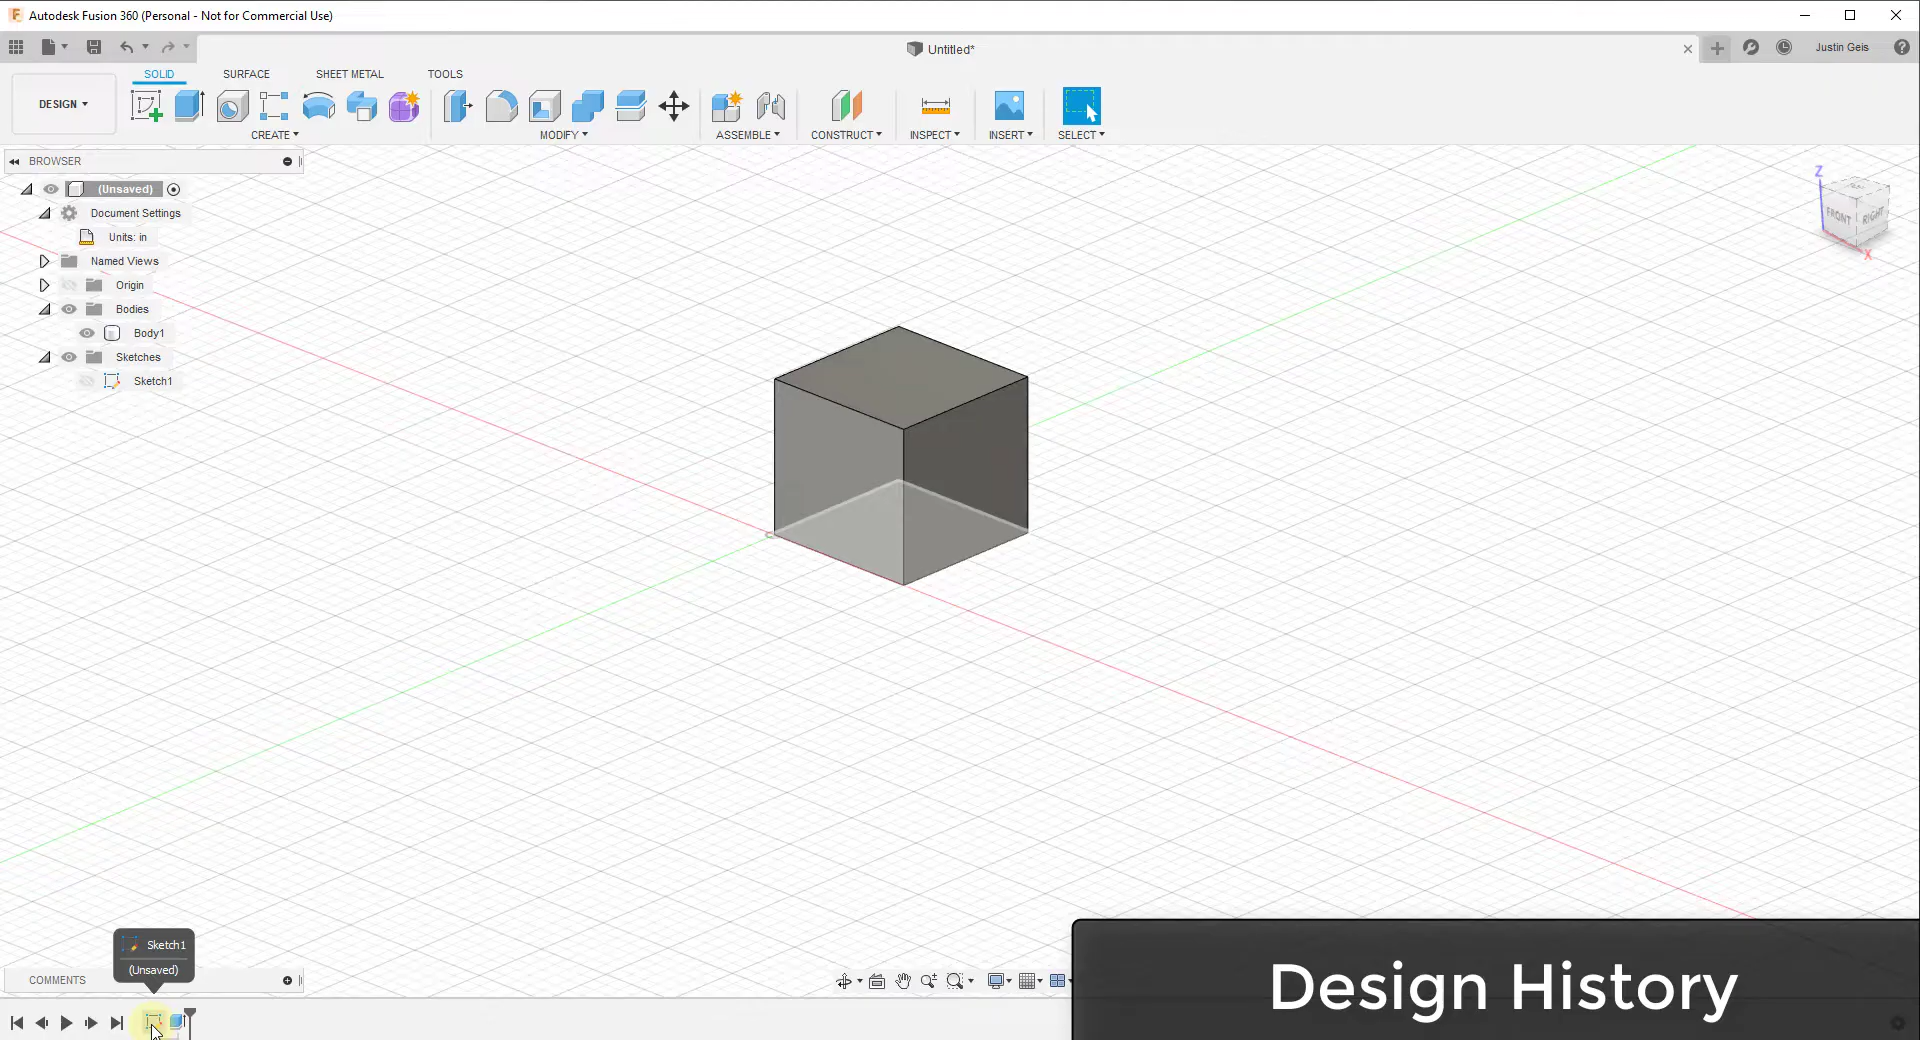 Autodesk Fusion 360 (Personal - Not for Commercial Use)
Untitled*
Justin Geis
DESIGN
SOLID
SURFACE
SHEET METAL
TOOLS
CREATE
MODIFY
ASSEMBLE
CONSTRUCT
INSPECT
INSERT
SELECT
BROWSER
(Unsaved)
Document Settings
Units: in
Named Views
Origin
Bodies
Body1
Sketches
Sketch1
Z
FRONT
RIGHT
X
Sketch1
(Unsaved)
COMMENTS
Design History